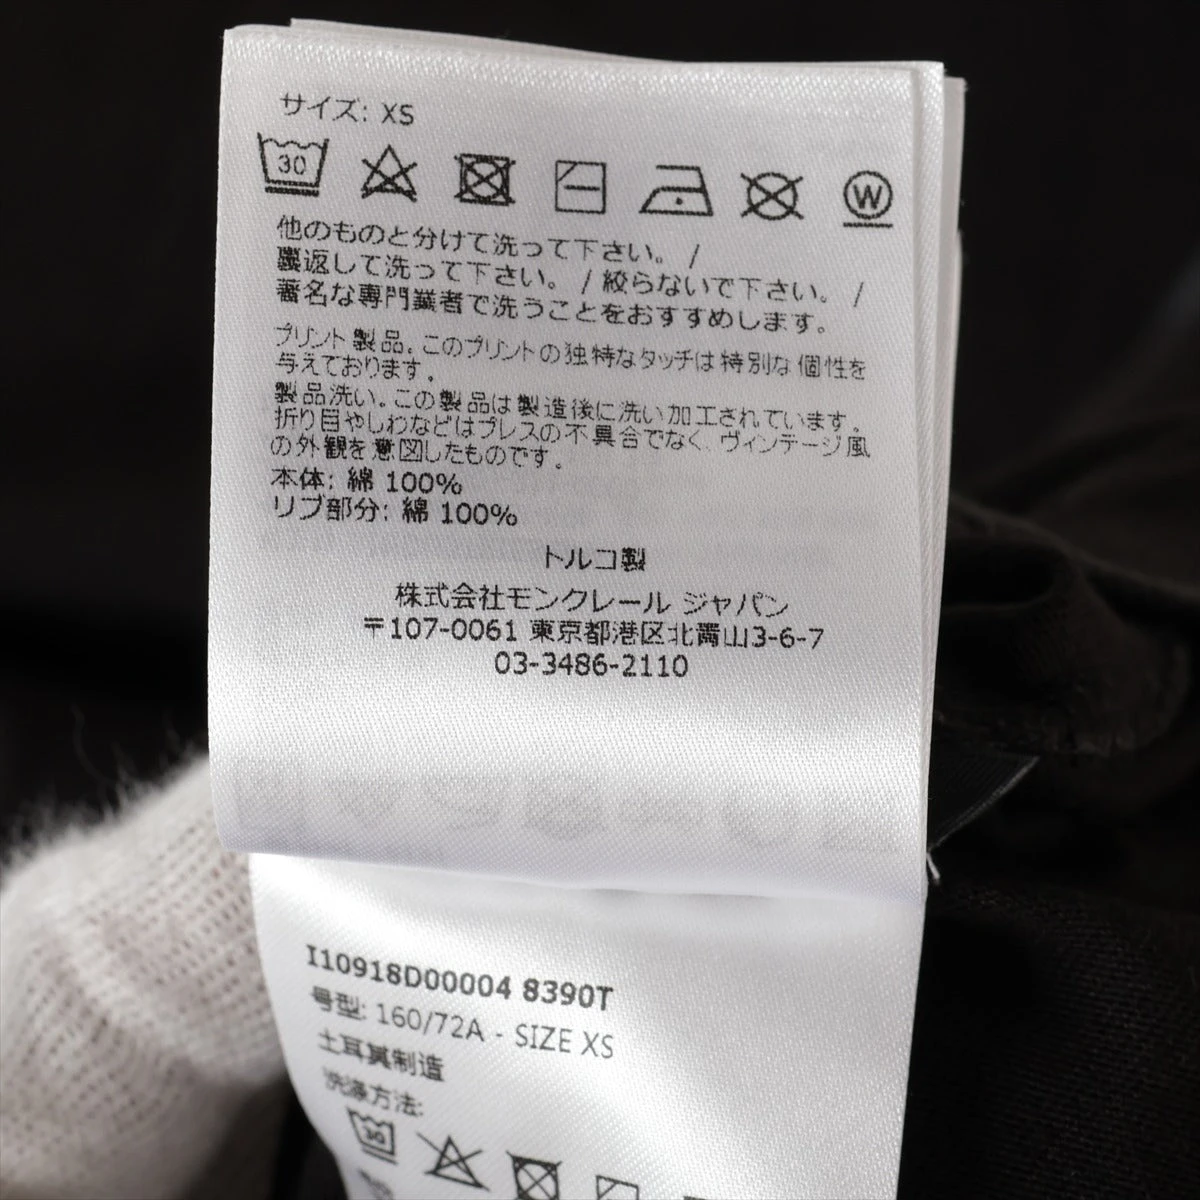 サイズ: XS
30
W
他のものと分けて洗って下さい。 /
裏返して洗って下さい。 / 絞らないで下さい。 /
著名な専門業者で洗うことをおすすめします。
プリント製品。このプリントの独特なタッチは特別な個性を
与えております。
製品洗い。この製品は製造後に洗い加工されています。
折り目やしわなどはプレスの不具合でなく、ヴィンテージ風
の外観を意図したものです。
本体: 綿 100%
リブ部分: 綿 100%
トルコ製
株式会社モンクレール ジャパン
〒107-0061 東京都港区北青山3-6-7
03-3486-2110
I10918D00004 8390T
号型: 160/72A - SIZE XS
土耳其制造
洗涤方法:
30